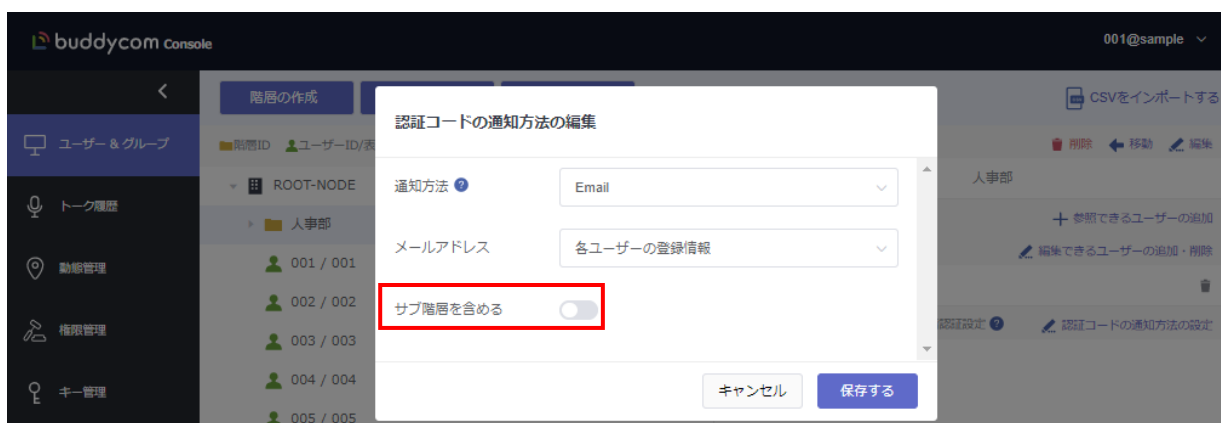 buddycom Console
001@sample
階層の作成
CSVをインポートする
ユーザー & グループ
階層ID ユーザーID/表
削除 移動 編集
認証コードの通知方法の編集
ROOT-NODE
通知方法
Email
人事部
トーク履歴
人事部
参照できるユーザーの追加
メールアドレス
各ユーザーの登録情報
編集できるユーザーの追加・削除
動態管理
001 / 001
002 / 002
サブ階層を含める
権限管理
003 / 003
認証設定
認証コードの通知方法の設定
キー管理
004 / 004
キャンセル
保存する
005 / 005